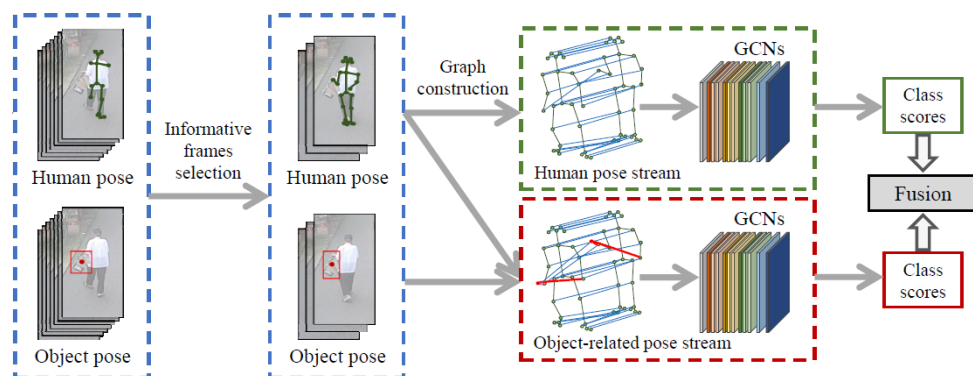 Human pose
Object pose
Informative
frames
selection
Human pose
Object pose
Graph
construction
GCNs
Human pose stream
GCNs
Object-related pose stream
Class
scores
Fusion
Class
scores